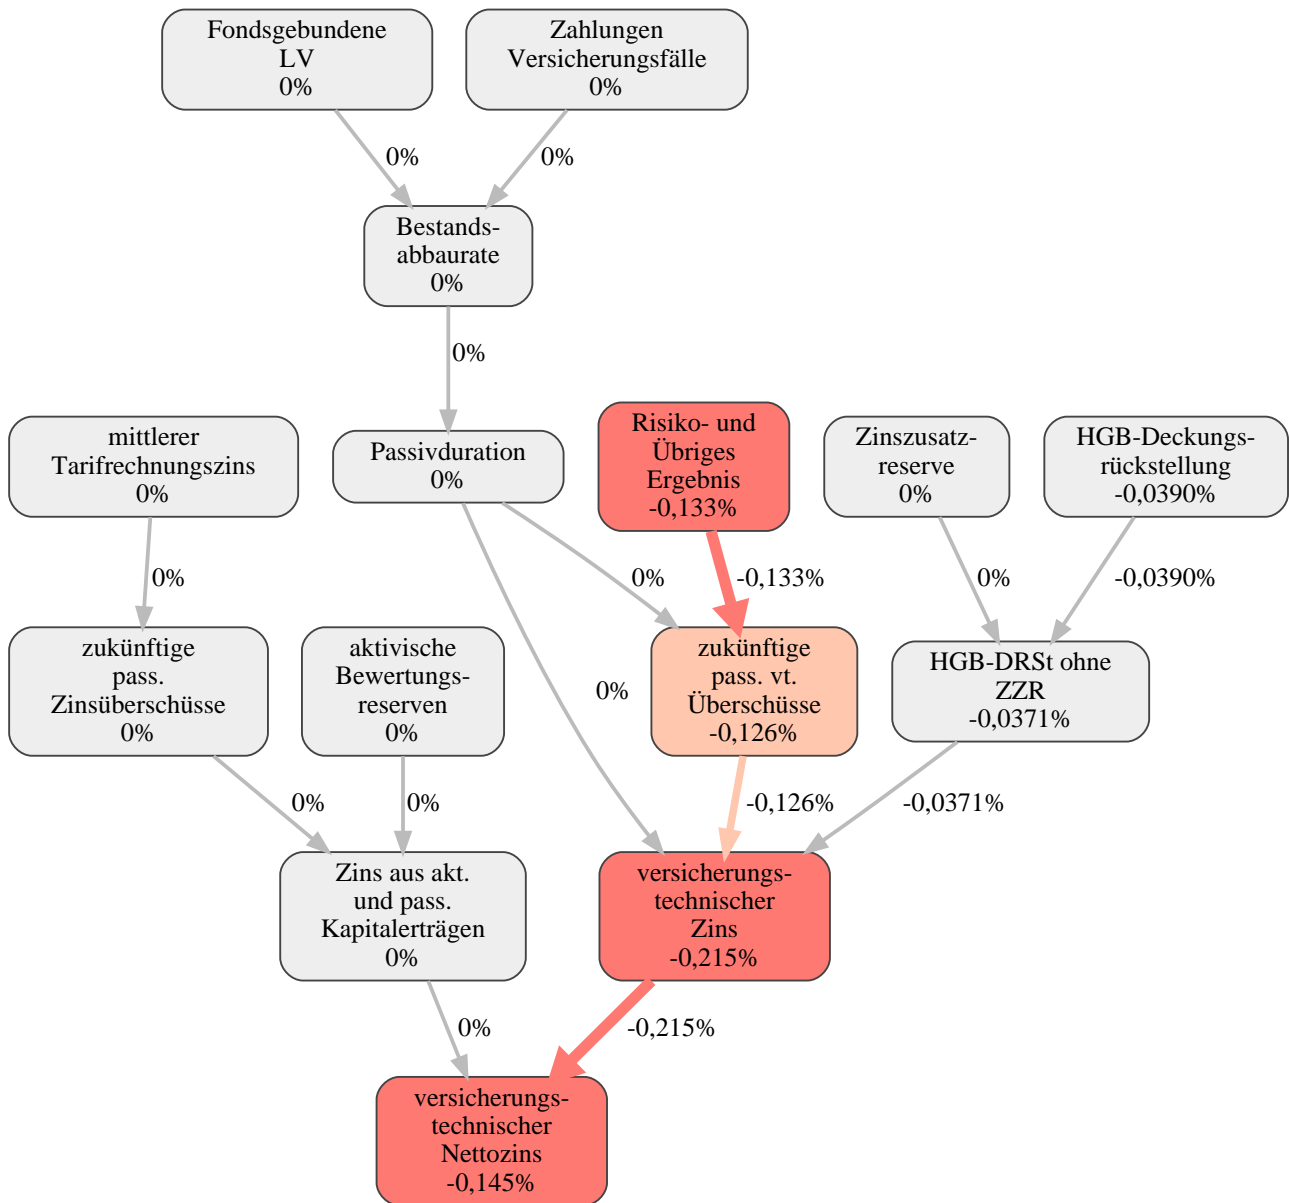 Fondsgebundene
LV
0%
Zahlungen
Versicherungsfälle
0%
0%
0%
Bestands-
abbaurate
0%
0%
mittlerer
Tarifrechnungszins
0%
Passivduration
0%
Risiko- und
Übriges
Ergebnis
-0,133%
Zinszusatz-
reserve
0%
HGB-Deckungs-
rückstellung
-0,0390%
0%
0%
-0,133%
0%
-0,0390%
zukünftige
pass.
Zinsüberschüsse
0%
aktivische
Bewertungs-
reserven
0%
0%
zukünftige
pass. vt.
Überschüsse
-0,126%
HGB-DRSt ohne
ZZR
-0,0371%
0%
0%
-0,126%
-0,0371%
Zins aus akt.
und pass.
Kapitalerträgen
0%
versicherungs-
technischer
Zins
-0,215%
0%
-0,215%
versicherungs-
technischer
Nettozins
-0,145%